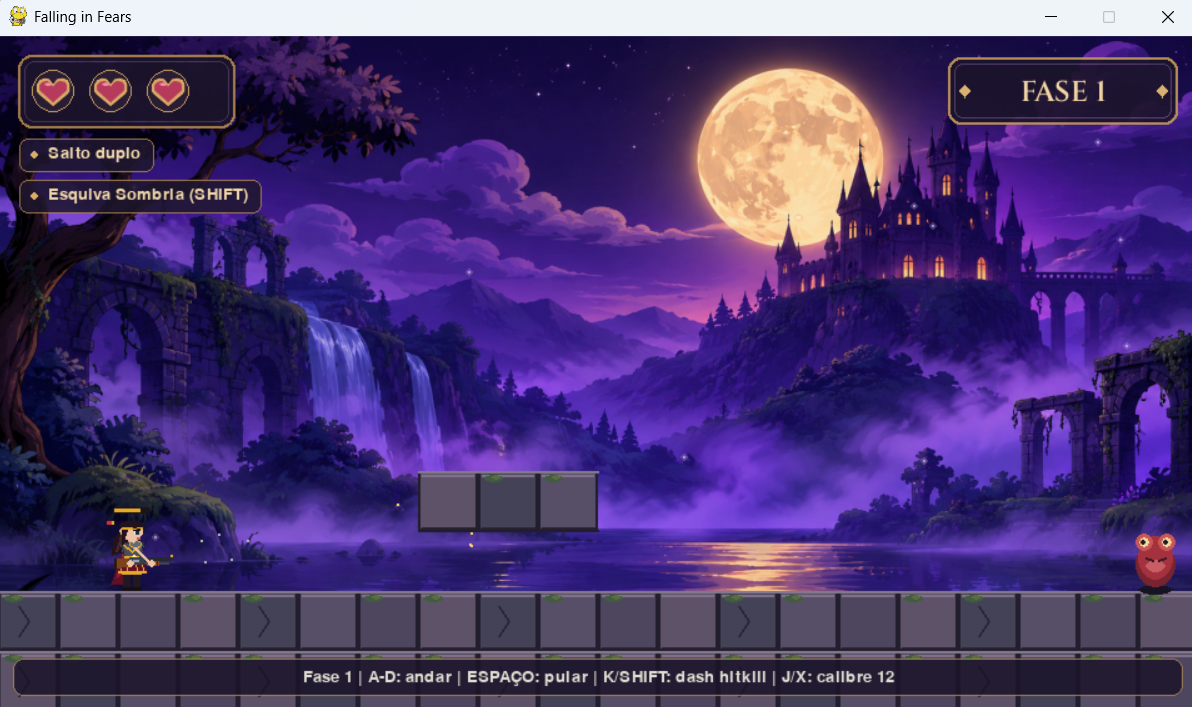 Falling in Fears
FASE 1
Salto duplo
Esquiva Sombria (SHIFT)
Fase 1 | A-D: andar | ESPAÇO: pular | K/SHIFT: dash hitkill | J/X: calibre 12